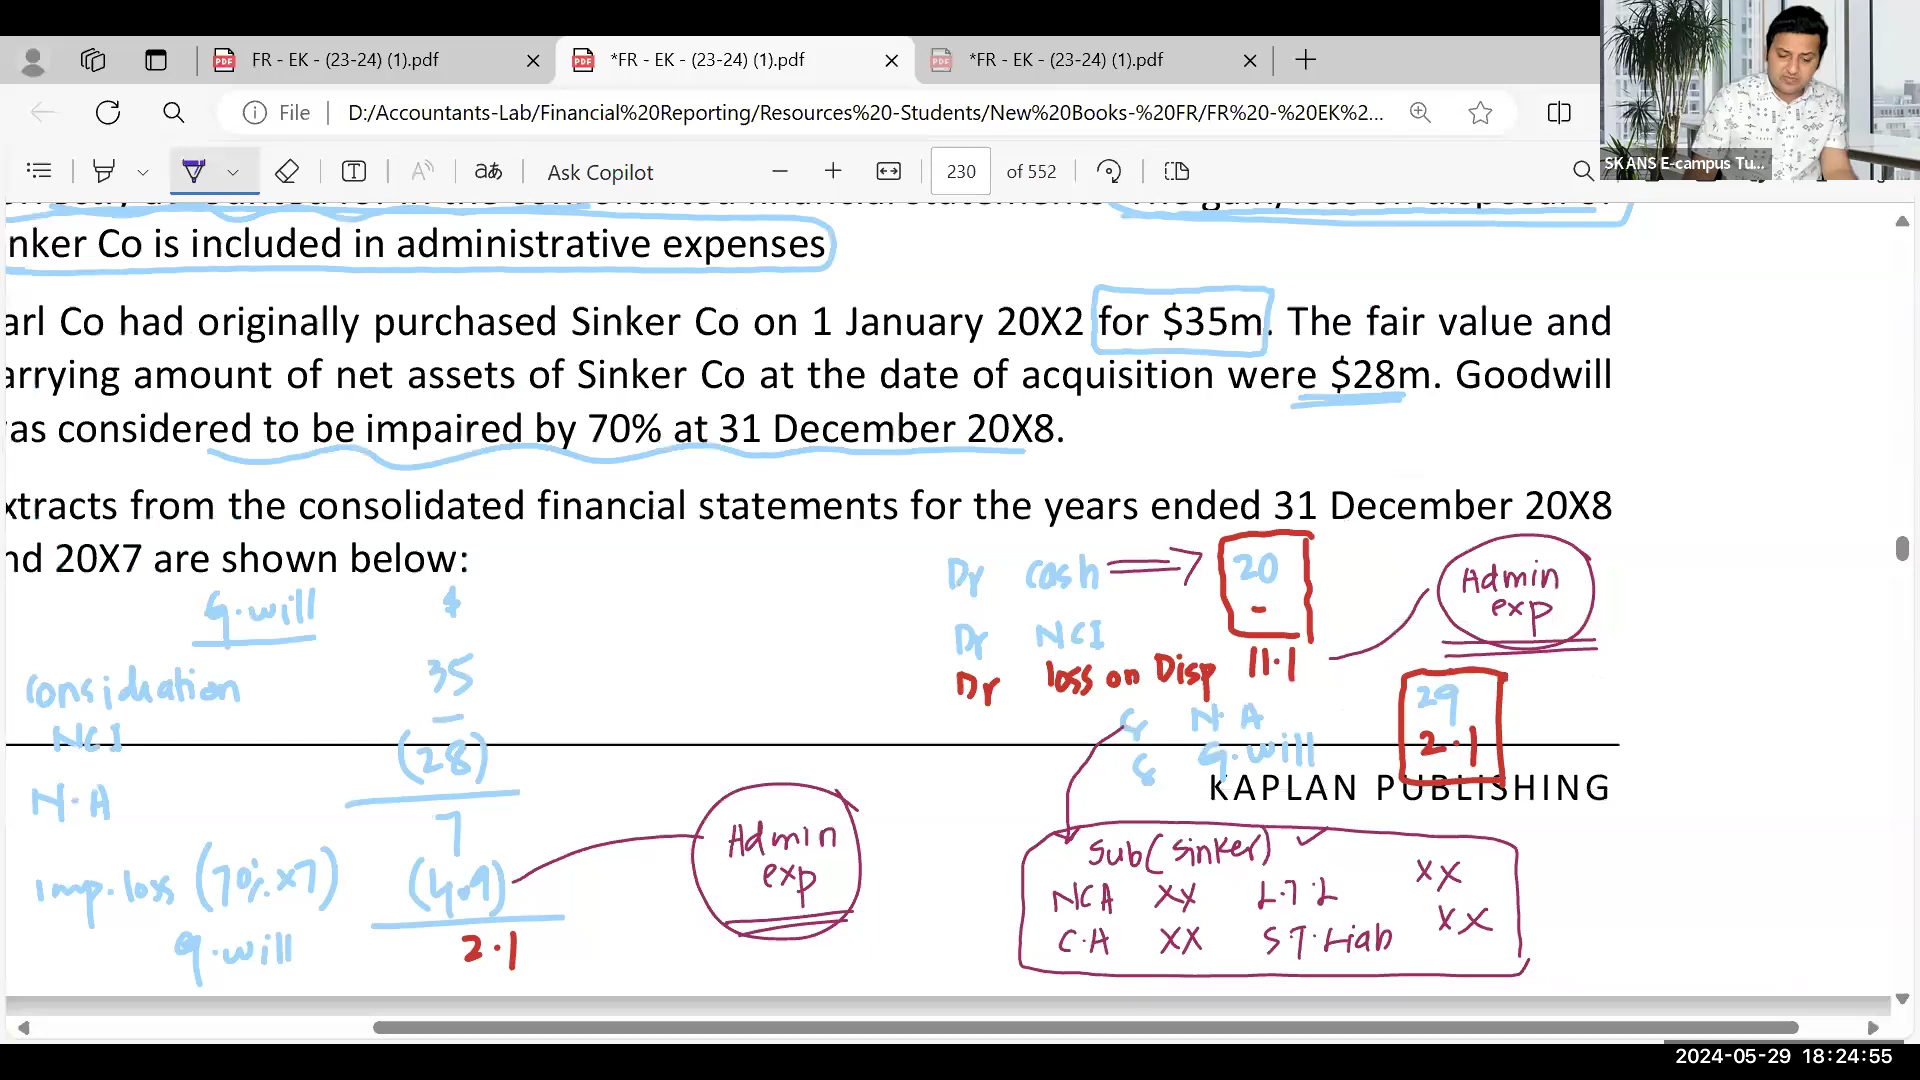 FR - EK - (23-24) (1).pdf
*FR - EK - (23-24) (1).pdf
*FR - EK - (23-24) (1).pdf
File
D:/Accountants-Lab/Financial%20Reporting/Resources%20-Students/New%20Books-%20FR/FR%20-%20EK%2...
aあ
Ask Copilot
230
of 552
SKANS E-campus Tu...
nker Co is included in administrative expenses
arl Co had originally purchased Sinker Co on 1 January 20X2 for $35m. The fair value and
arrying amount of net assets of Sinker Co at the date of acquisition were $28m. Goodwill
as considered to be impaired by 70% at 31 December 20X8.
xtracts from the consolidated financial statements for the years ended 31 December 20X8
nd 20X7 are shown below:
G.will $
Consideration 35
NCI –
N.A (28)
7
Imp.loss (70%x7) (4.9)
G.will 2.1
Admin
exp
Dr Cash 20
Dr NCI -
Dr loss on Disp 11.1
Admin
exp
N.A 29
G.will 2.1
KAPLAN PUBLISHING
Sub(sinker)
NCA XX L.T.L XX
C.A XX S T.Liab XX
2024-05-29 18:24:55